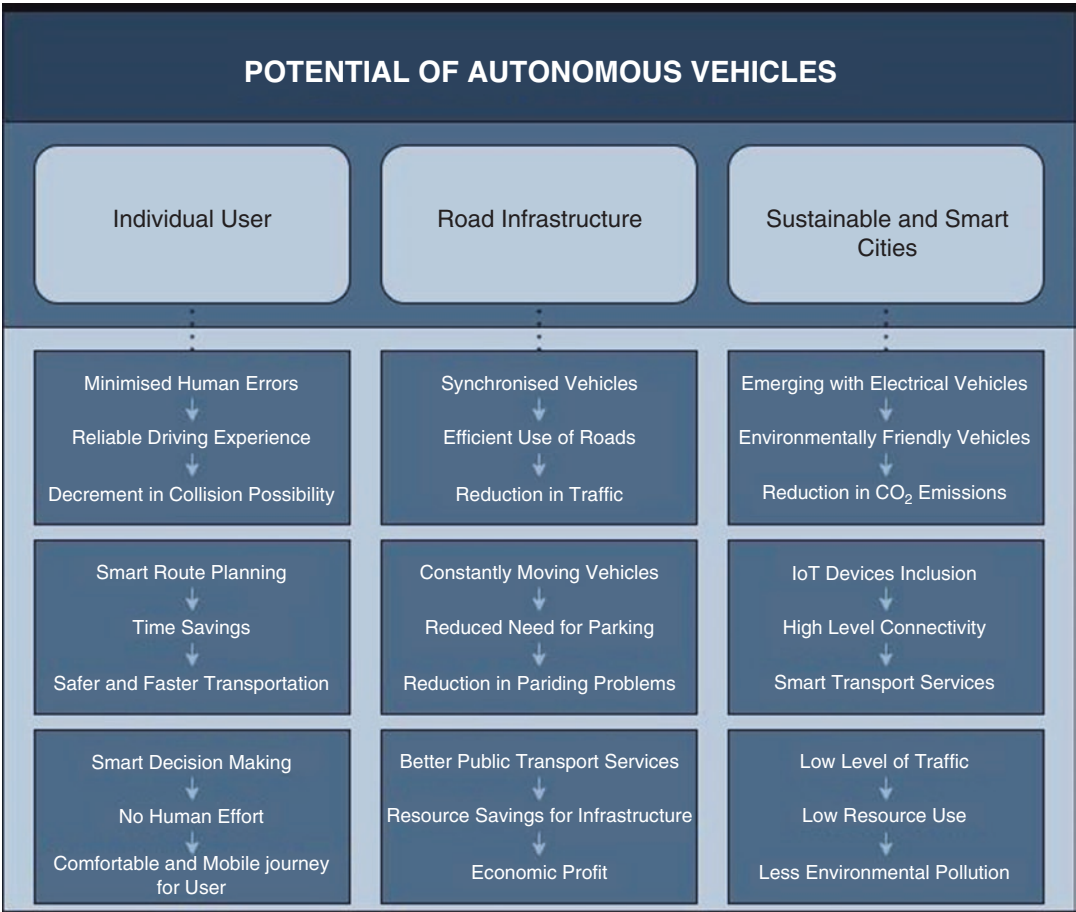 POTENTIAL OF AUTONOMOUS VEHICLES
Individual User
Road Infrastructure
Sustainable and Smart
Cities
Minimised Human Errors
Reliable Driving Experience
Decrement in Collision Possibility
Synchronised Vehicles
Efficient Use of Roads
Reduction in Traffic
Emerging with Electrical Vehicles
Environmentally Friendly Vehicles
Reduction in CO₂ Emissions
Smart Route Planning
Time Savings
Safer and Faster Transportation
Constantly Moving Vehicles
Reduced Need for Parking
Reduction in Pariding Problems
IoT Devices Inclusion
High Level Connectivity
Smart Transport Services
Smart Decision Making
No Human Effort
Comfortable and Mobile journey
for User
Better Public Transport Services
Resource Savings for Infrastructure
Economic Profit
Low Level of Traffic
Low Resource Use
Less Environmental Pollution